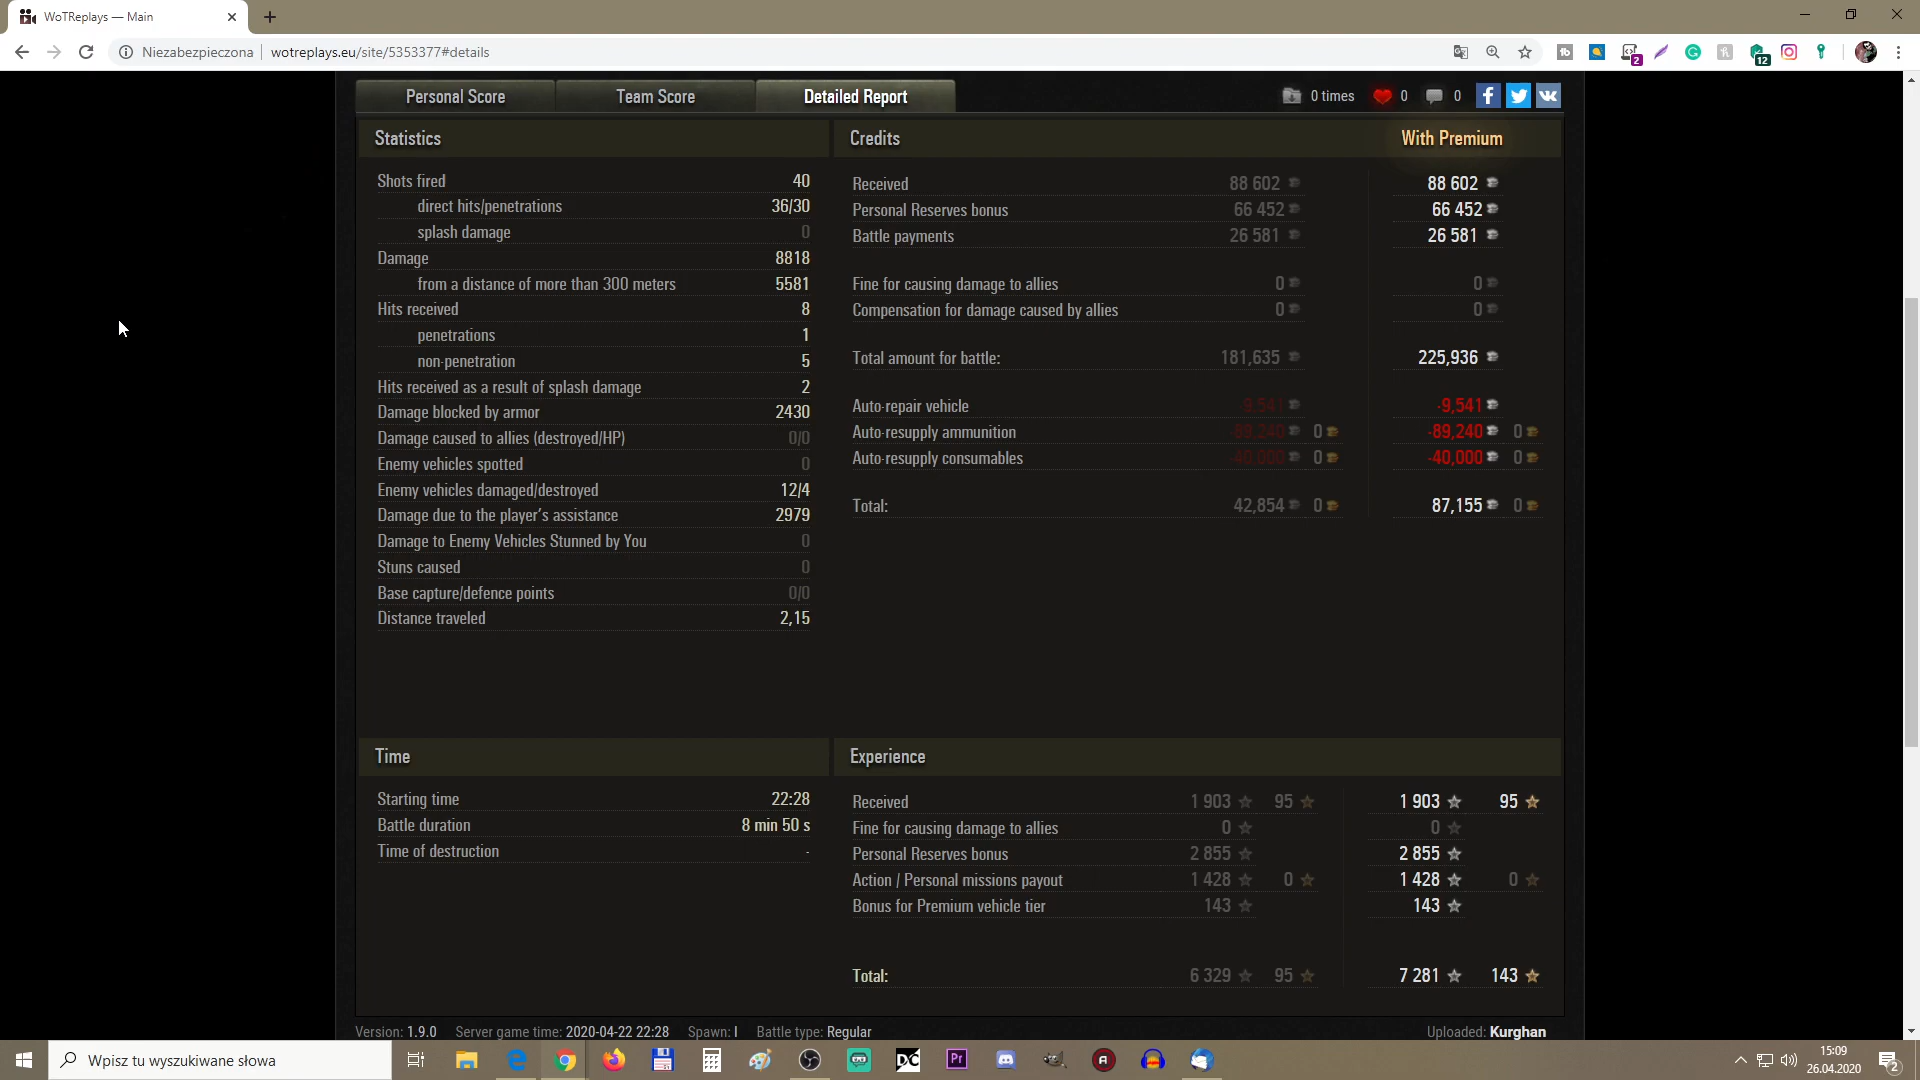 WoTReplays — Main
Niezabezpieczona
wotreplays.eu/site/5353377#details
2
12
Personal Score
Team Score
Detailed Report
0 times
0
0
Statistics
Credits
With Premium
Shots fired 40
direct hits/penetrations 36/30
splash damage 0
Damage 8818
from a distance of more than 300 meters 5581
Hits received 8
penetrations 1
non-penetration 5
Hits received as a result of splash damage 2
Damage blocked by armor 2430
Damage caused to allies (destroyed/HP) 0/0
Enemy vehicles spotted 0
Enemy vehicles damaged/destroyed 12/4
Damage due to the player's assistance 2979
Damage to Enemy Vehicles Stunned by You 0
Stuns caused 0
Base capture/defence points 0/0
Distance traveled 2,15
Received 88 602 88 602
Personal Reserves bonus 66 452 66 452
Battle payments 26 581 26 581
Fine for causing damage to allies 0 0
Compensation for damage caused by allies 0 0
Total amount for battle: 181,635 225,936
Auto-repair vehicle -9,541 -9,541
Auto-resupply ammunition -89,240 0 -89,240 0
Auto-resupply consumables -40,000 0 -40,000 0
Total: 42,854 0 87,155 0
Time
Starting time 22:28
Battle duration 8 min 50 s
Time of destruction -
Experience
Received 1 903 95 1 903 95
Fine for causing damage to allies 0 0
Personal Reserves bonus 2 855 2 855
Action / Personal missions payout 1 428 0 1 428 0
Bonus for Premium vehicle tier 143 143
Total: 6 329 95 7 281 143
Version: 1.9.0 Server game time: 2020-04-22 22:28 Spawn: I Battle type: Regular
Uploaded: Kurghan
Wpisz tu wyszukiwane słowa
DC
Pr
15:09
26.04.2020
2